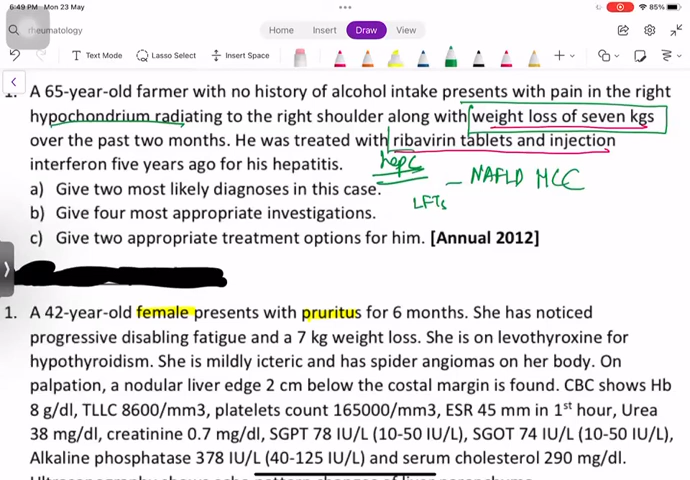 6:49 PM Mon 23 May
85%
rheumatology
Home Insert Draw View
Text Mode Lasso Select Insert Space
1. A 65-year-old farmer with no history of alcohol intake presents with pain in the right
hypochondrium radiating to the right shoulder along with weight loss of seven kgs
over the past two months. He was treated with ribavirin tablets and injection
interferon five years ago for his hepatitis.
hep C
a) Give two most likely diagnoses in this case.
– NAFLD HCC
LFTs
b) Give four most appropriate investigations.
c) Give two appropriate treatment options for him. [Annual 2012]
1. A 42-year-old female presents with pruritus for 6 months. She has noticed
progressive disabling fatigue and a 7 kg weight loss. She is on levothyroxine for
hypothyroidism. She is mildly icteric and has spider angiomas on her body. On
palpation, a nodular liver edge 2 cm below the costal margin is found. CBC shows Hb
8 g/dl, TLLC 8600/mm3, platelets count 165000/mm3, ESR 45 mm in 1st hour, Urea
38 mg/dl, creatinine 0.7 mg/dl, SGPT 78 IU/L (10-50 IU/L), SGOT 74 IU/L (10-50 IU/L),
Alkaline phosphatase 378 IU/L (40-125 IU/L) and serum cholesterol 290 mg/dl.